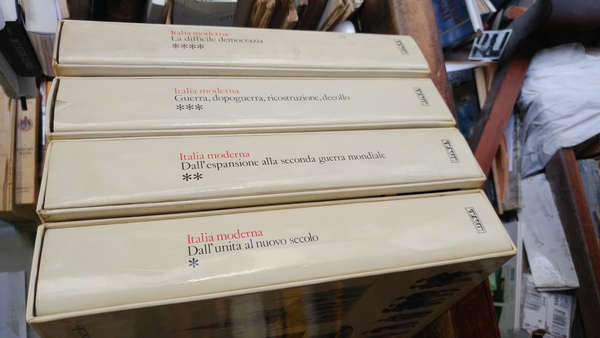 Italia moderna
La difficile democrazia
****
Italia moderna
Guerra, dopoguerra, ricostruzione, decollo
***
Italia moderna
Dall'espansione alla seconda guerra mondiale
**
Italia moderna
Dall'unita al nuovo secolo
*